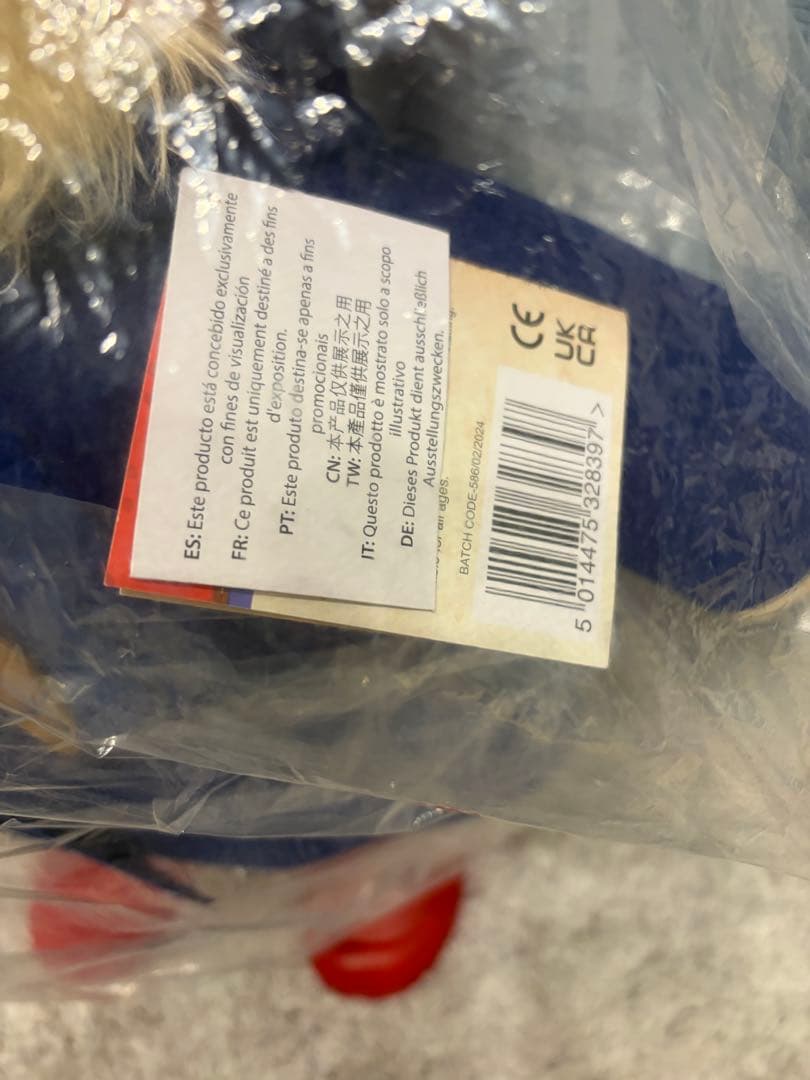 ES: Este producto está concebido exclusivamente
con fines de visualización
FR: Ce produit est uniquement destiné a des fins
d'exposition.
PT: Este produto destina-se apenas a fins
promocionais
CN: 本产品仅供展示之用
TW: 本產品僅供展示之用
IT: Questo prodotto è mostrato solo a scopo
illustrativo
DE: Dieses Produkt dient ausschließlich
Ausstellungszwecken.
for all ages.
BATCH CODE-586/02/2024
CE
UK
CA
5 014475 328397 >